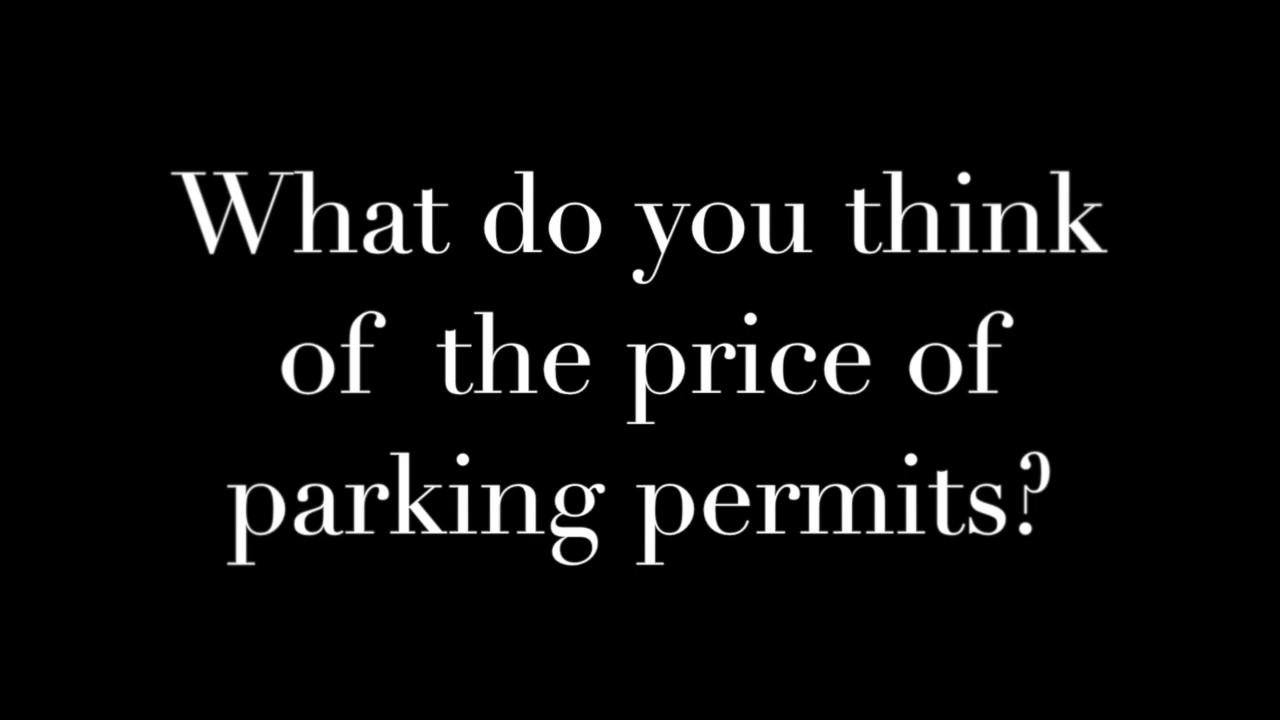 What do you think
of  the price of
parking permits?